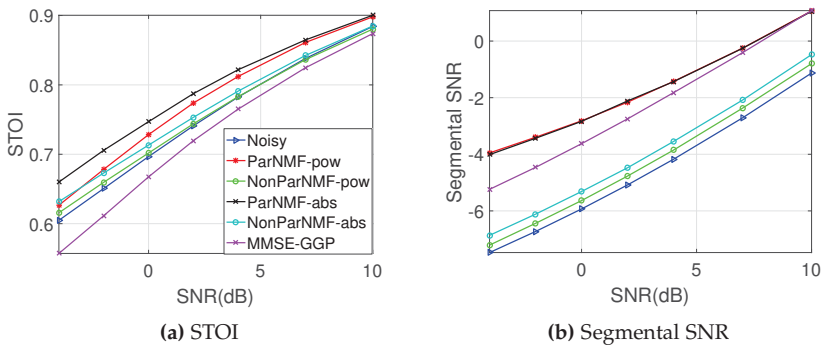 0.9
0.8
0.7
0.6
STOI
0
5
10
SNR(dB)
Noisy
ParNMF-pow
NonParNMF-pow
ParNMF-abs
NonParNMF-abs
MMSE-GGP
(a) STOI
0
-2
-4
-6
Segmental SNR
0
5
10
SNR(dB)
(b) Segmental SNR